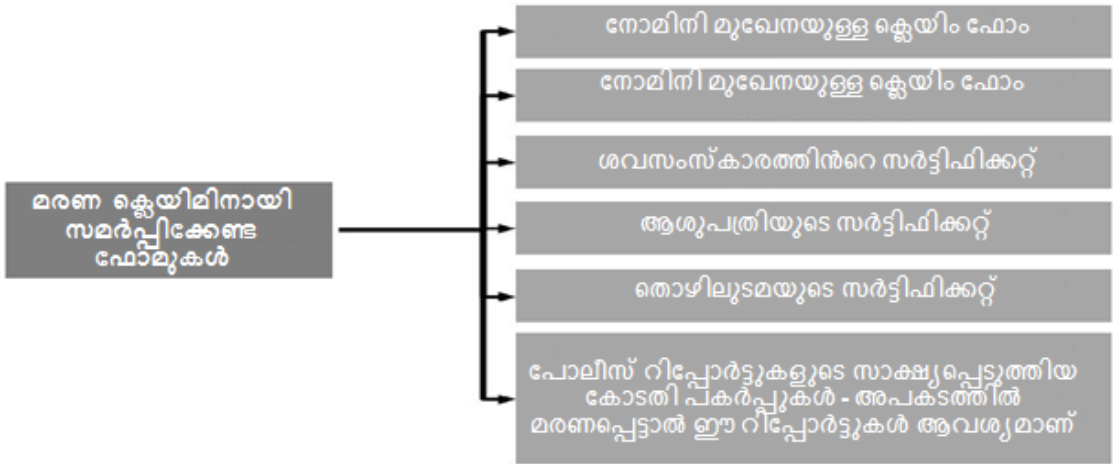 മരണ ക്ലെയിമിനായി
സമർപ്പിക്കേണ്ട
ഫോമുകൾ
നോമിനി മുഖേനയുള്ള ക്ലെയിം ഫോം
നോമിനി മുഖേനയുള്ള ക്ലെയിം ഫോം
ശവസംസ്കാരത്തിൻറെ സർട്ടിഫിക്കറ്റ്
ആശുപത്രിയുടെ സർട്ടിഫിക്കറ്റ്
തൊഴിലുടമയുടെ സർട്ടിഫിക്കറ്റ്
പോലീസ് റിപ്പോർട്ടുകളുടെ സാക്ഷ്യപ്പെടുത്തിയ
കോടതി പകർപ്പുകൾ - അപകടത്തിൽ
മരണപ്പെട്ടാൽ ഈ റിപ്പോർട്ടുകൾ ആവശ്യമാണ്